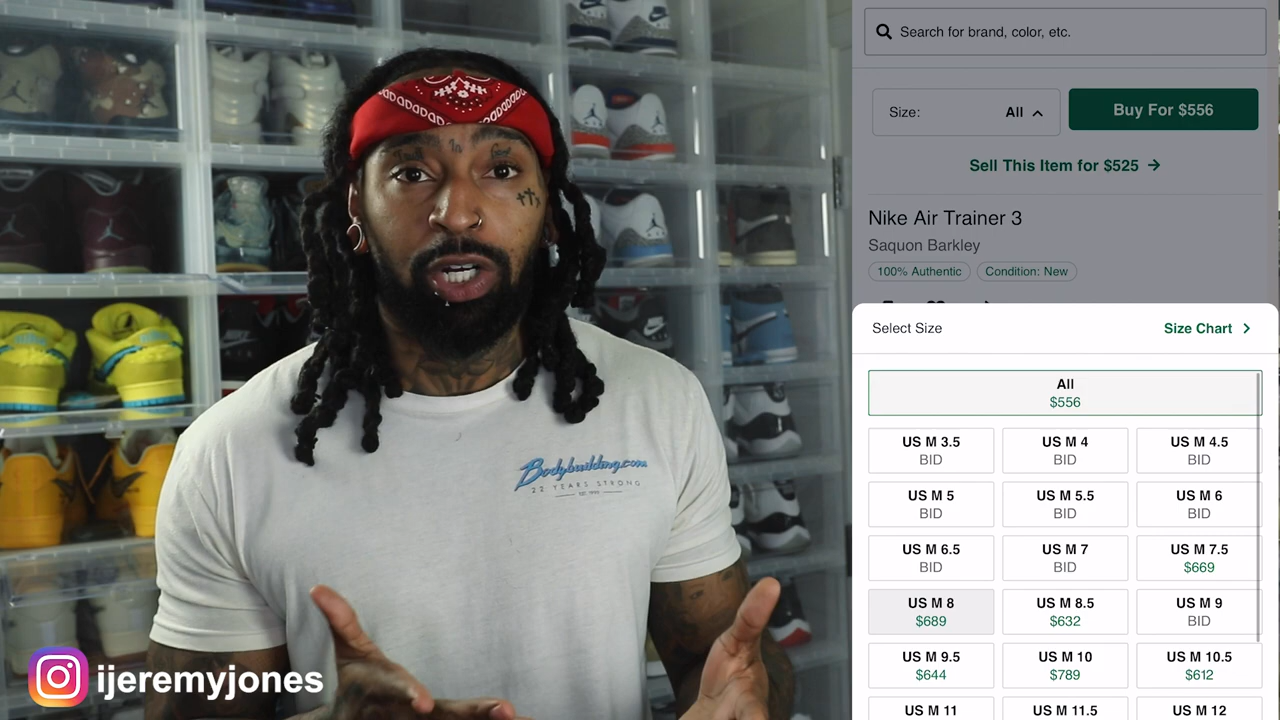 Search for brand, color, etc.
Size: All
Buy For $556
Sell This Item for $525
Nike Air Trainer 3
Saquon Barkley
100% Authentic Condition: New
Select Size Size Chart
All
$556
US M 3.5 US M 4 US M 4.5
BID BID BID
US M 5 US M 5.5 US M 6
BID BID BID
US M 6.5 US M 7 US M 7.5
BID BID $669
US M 8 US M 8.5 US M 9
$689 $632 BID
US M 9.5 US M 10 US M 10.5
$644 $789 $612
US M 11 US M 11.5 US M 12
Bodybuilding.com
22 YEARS STRONG
ijeremyjones